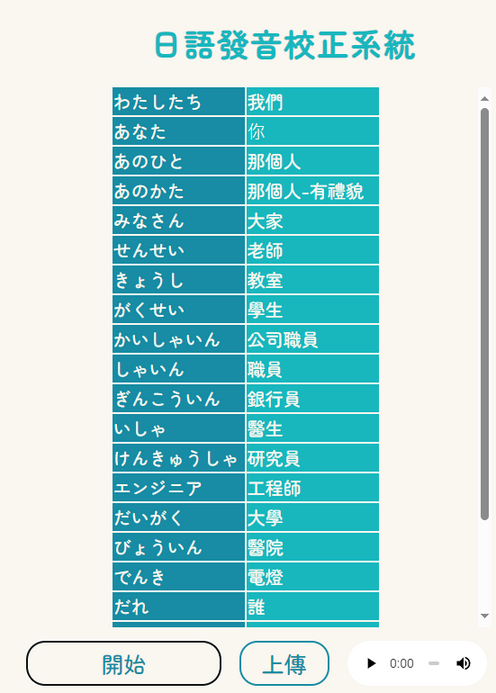 日語發音校正系統
わたしたち 我們
あなた 你
あのひと 那個人
あのかた 那個人-有禮貌
みなさん 大家
せんせい 老師
きょうし 教室
がくせい 學生
かいしゃいん 公司職員
しゃいん 職員
ぎんこういん 銀行員
いしゃ 醫生
けんきゅうしゃ 研究員
エンジニア 工程師
だいがく 大學
びょういん 醫院
でんき 電燈
だれ 誰
開始 上傳 0:00